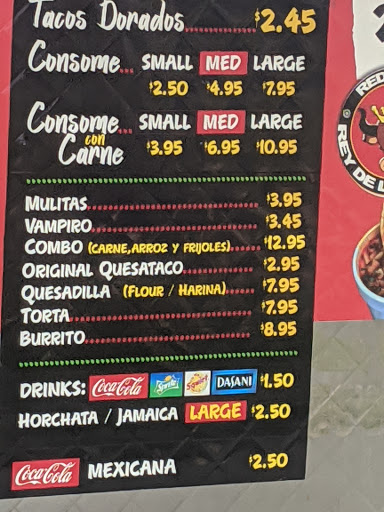 Tacos Dorados..... $2.45
Consome... SMALL MED LARGE
$2.50 $4.95 $7.95
Consome... SMALL MED LARGE
con
Carne $3.95 $6.95 $10.95
MULITAS $3.95
VAMPIRO $3.45
COMBO (CARNE, ARROZ Y FRIJOLES) $12.95
ORIGINAL QUESATACO $2.95
QUESADILLA (FLOUR / HARINA) $7.95
TORTA $7.95
BURRITO $8.95
DRINKS: Coca-Cola Sprite Squirt DASANI $1.50
HORCHATA / JAMAICA LARGE $2.50
Coca-Cola MEXICANA $2.50
RED
REY DE